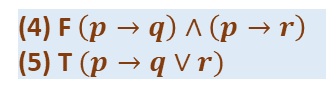 (4) F (p → q) ∧ (p → r)
(5) T (p → q ∨ r)